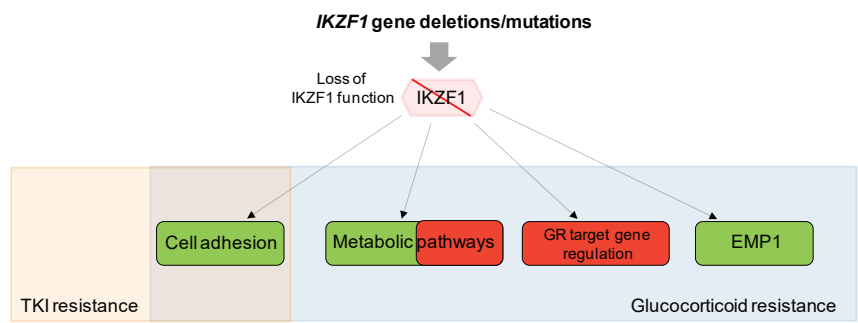 IKZF1 gene deletions/mutations
Loss of
IKZF1 function
IKZF1
Cell adhesion
Metabolic pathways
GR target gene
regulation
EMP1
TKI resistance
Glucocorticoid resistance